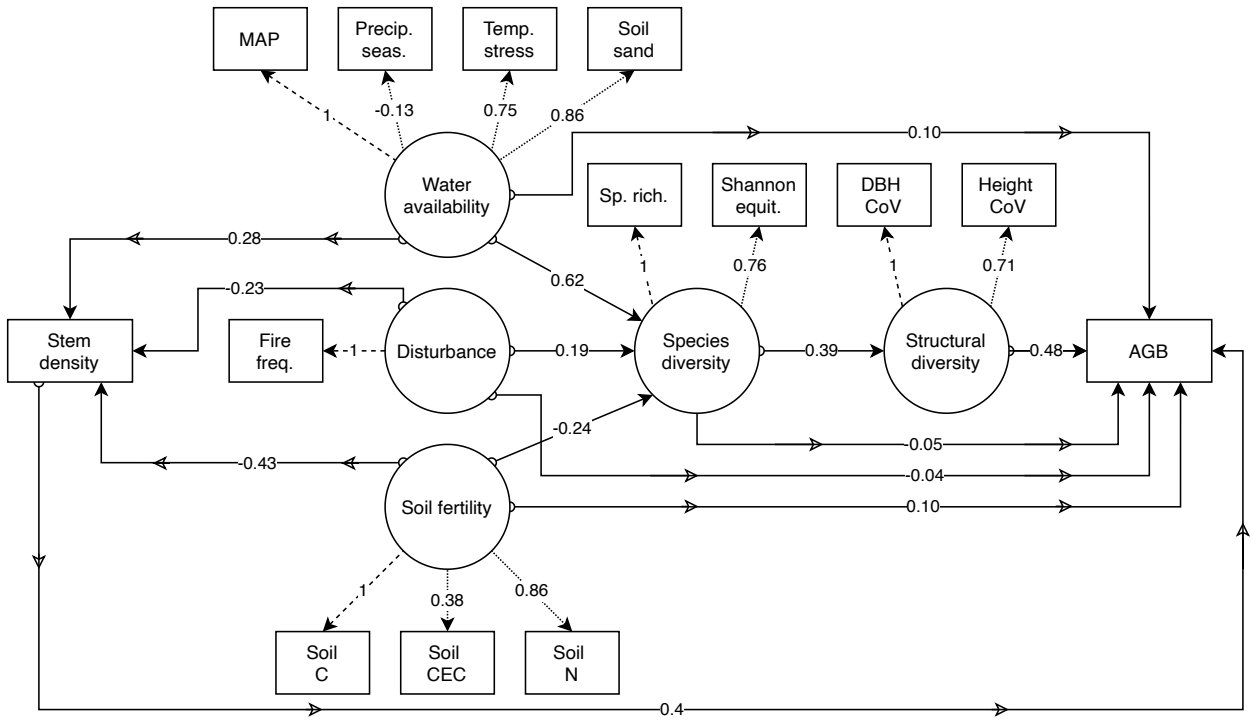 MAP
Precip.
seas.
Temp.
stress
Soil
sand
1
-0.13
0.75
0.86
0.10
Water
availability
Sp. rich.
Shannon
equit.
DBH
CoV
Height
CoV
0.28
0.62
1
0.76
1
0.71
-0.23
Stem
density
Fire
freq.
-1
Disturbance
0.19
Species
diversity
0.39
Structural
diversity
0.48
AGB
-0.24
-0.05
-0.43
-0.04
Soil fertility
0.10
1
0.38
0.86
Soil
C
Soil
CEC
Soil
N
0.4